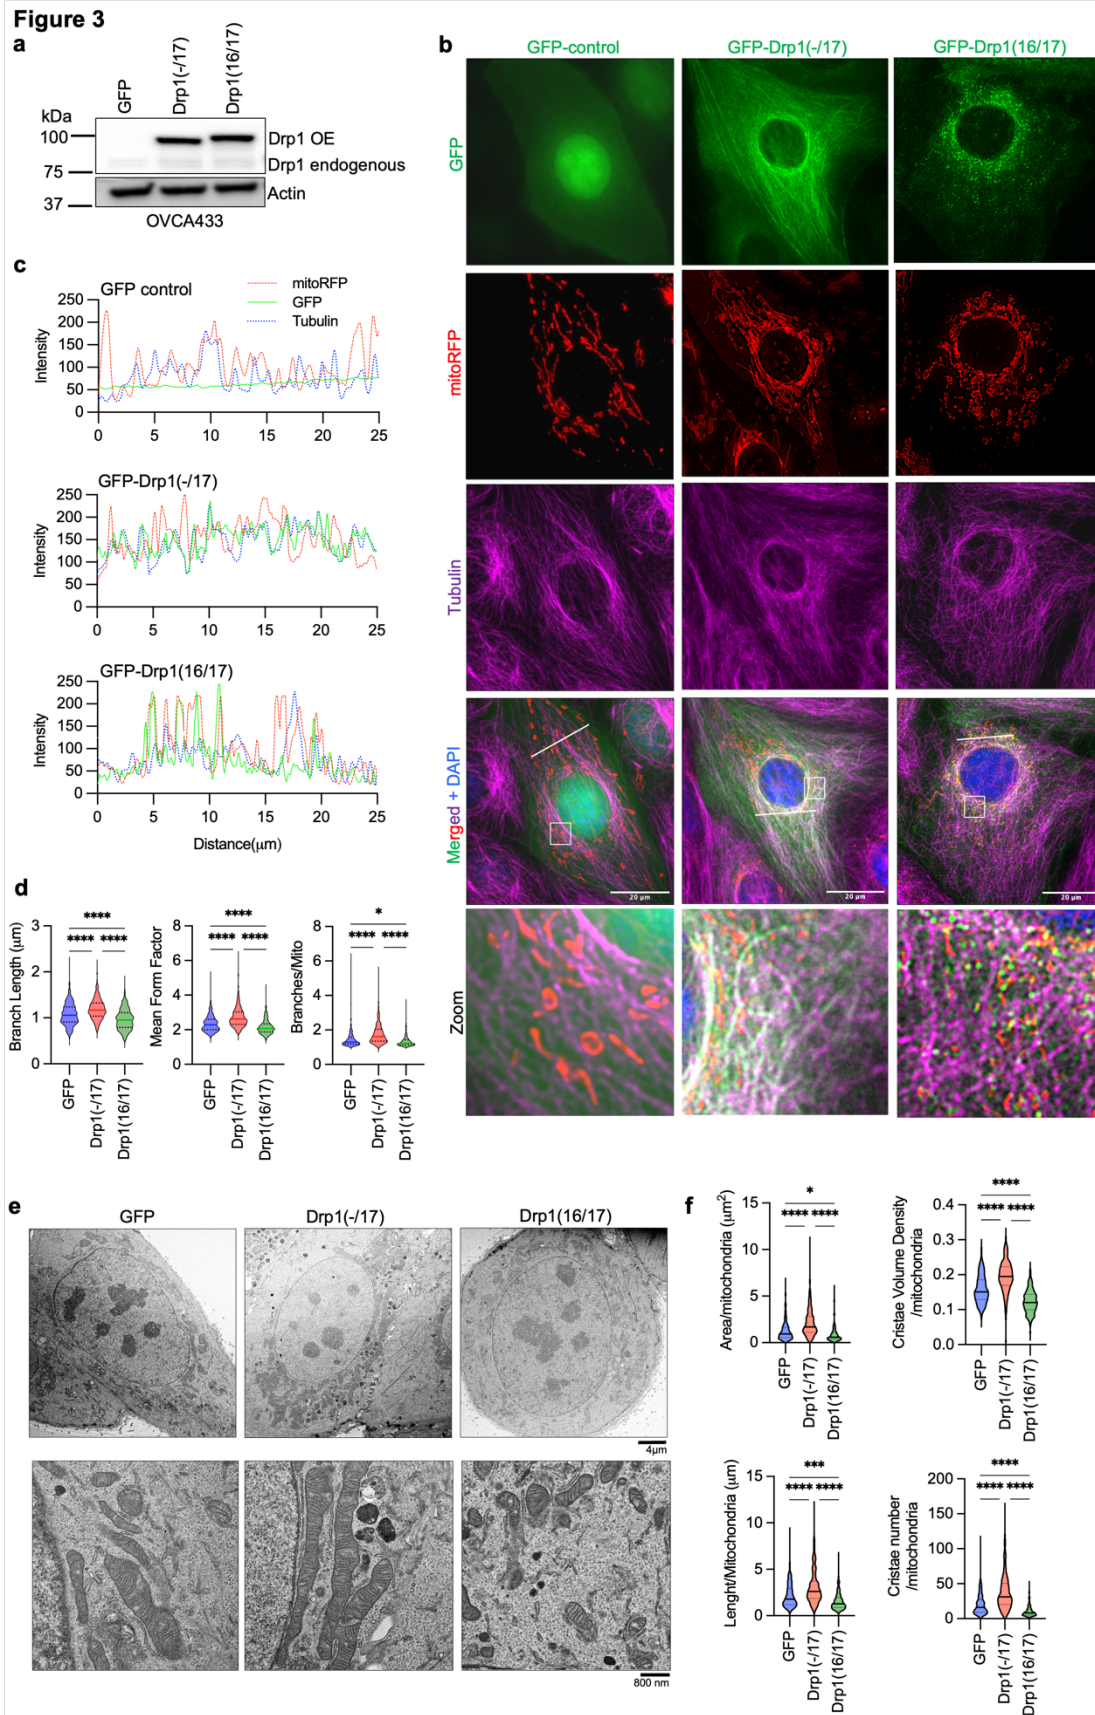 Figure 3
a
GFP
Drp1(-/17)
Drp1(16/17)
kDa
100
75
37
Drp1 OE
Drp1 endogenous
Actin
OVCA433
b
GFP-control
GFP-Drp1(-/17)
GFP-Drp1(16/17)
GFP
mitoRFP
Tubulin
Merged + DAPI
20 μm
20 μm
20 μm
Zoom
c
GFP control
mitoRFP
GFP
Tubulin
Intensity
250
200
150
100
50
0
0 5 10 15 20 25
GFP-Drp1(-/17)
Intensity
250
200
150
100
50
0
0 5 10 15 20 25
GFP-Drp1(16/17)
Intensity
250
200
150
100
50
0
0 5 10 15 20 25
Distance(μm)
d
Branch Length (μm)
3
2
1
0
****
**** ****
GFP
Drp1(-/17)
Drp1(16/17)
Mean Form Factor
8
6
4
2
0
****
**** ****
GFP
Drp1(-/17)
Drp1(16/17)
Branches/Mito
8
6
4
2
0
*
**** ****
GFP
Drp1(-/17)
Drp1(16/17)
e
GFP
Drp1(-/17)
Drp1(16/17)
4μm
800 nm
f
Area/mitochondria (μm²)
15
10
5
0
*
**** ****
GFP
Drp1(-/17)
Drp1(16/17)
Cristae Volume Density
/mitochondria
0.4
0.3
0.2
0.1
0.0
****
**** ****
GFP
Drp1(-/17)
Drp1(16/17)
Lenght/Mitochondria (μm)
15
10
5
0
***
**** ****
GFP
Drp1(-/17)
Drp1(16/17)
Cristae number
/mitochondria
200
150
100
50
0
****
**** ****
GFP
Drp1(-/17)
Drp1(16/17)